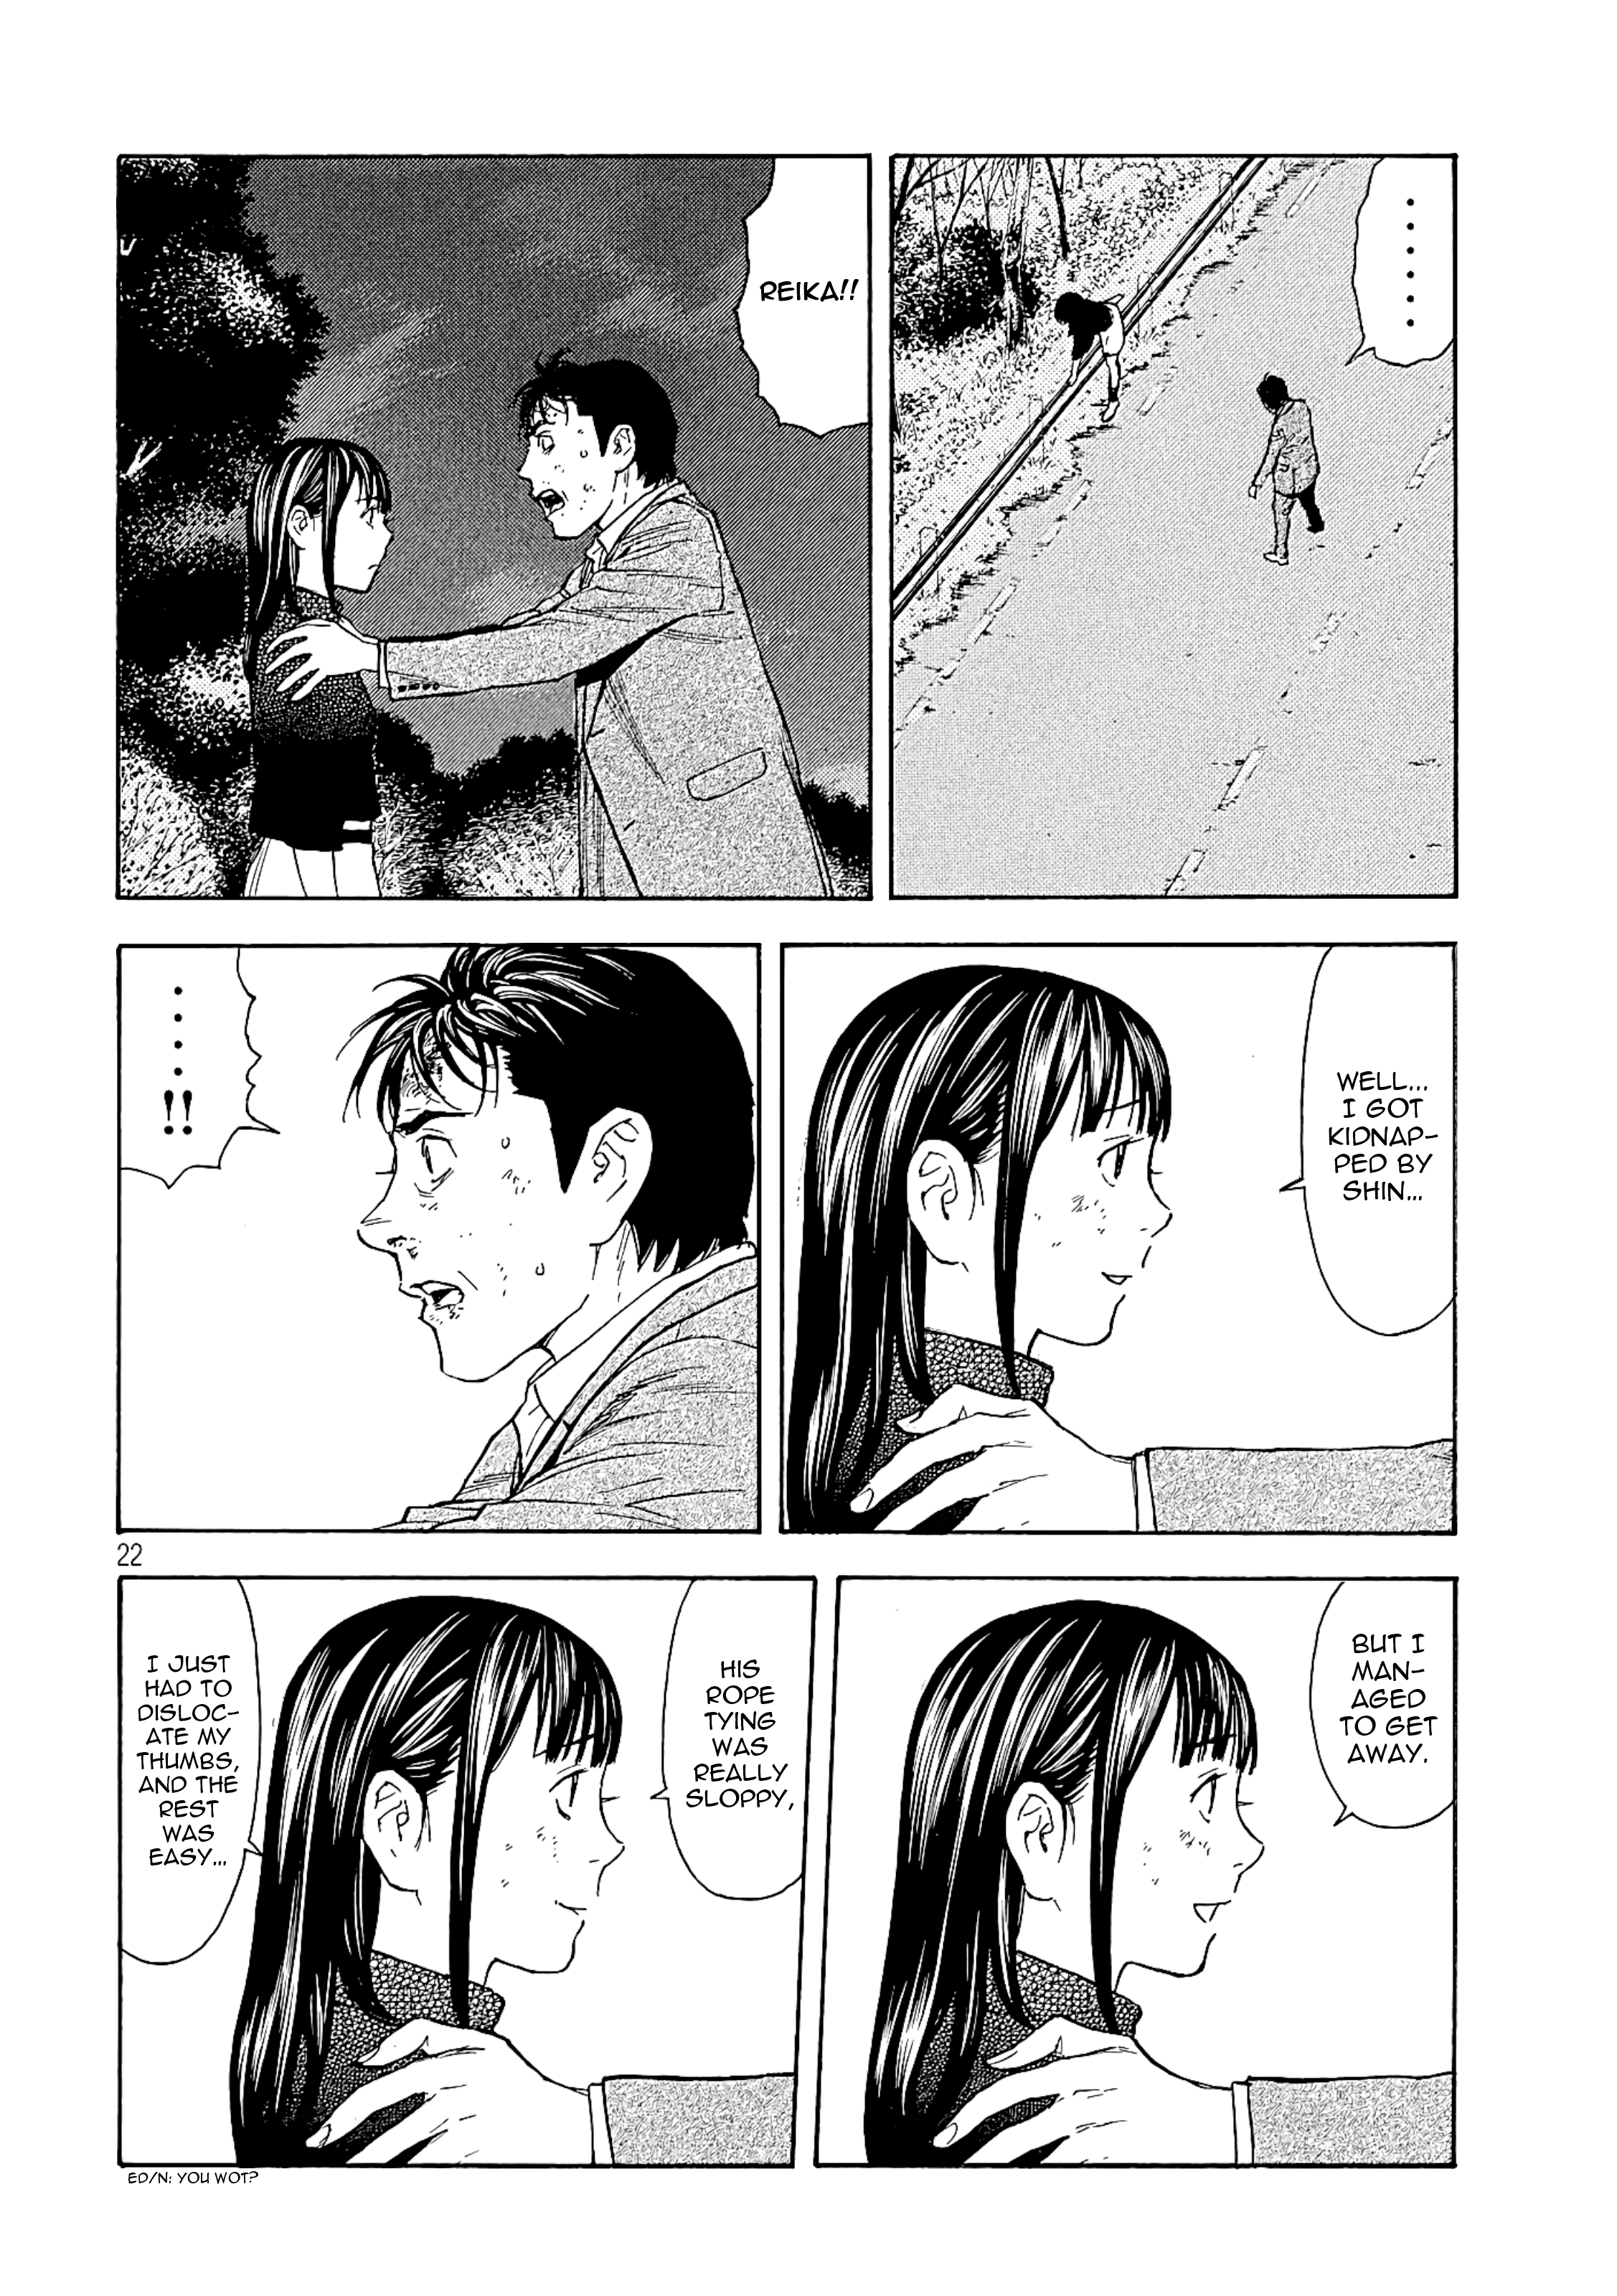 ......
REIKA!!
WELL...
I GOT
KIDNAP-
PED BY
SHIN...
....!!
BUT I
MAN-
AGED
TO GET
AWAY.
HIS
ROPE
TYING
WAS
REALLY
SLOPPY,
I JUST
HAD TO
DISLOC-
ATE MY
THUMBS,
AND THE
REST
WAS
EASY...
22
ED/N: YOU WOT?